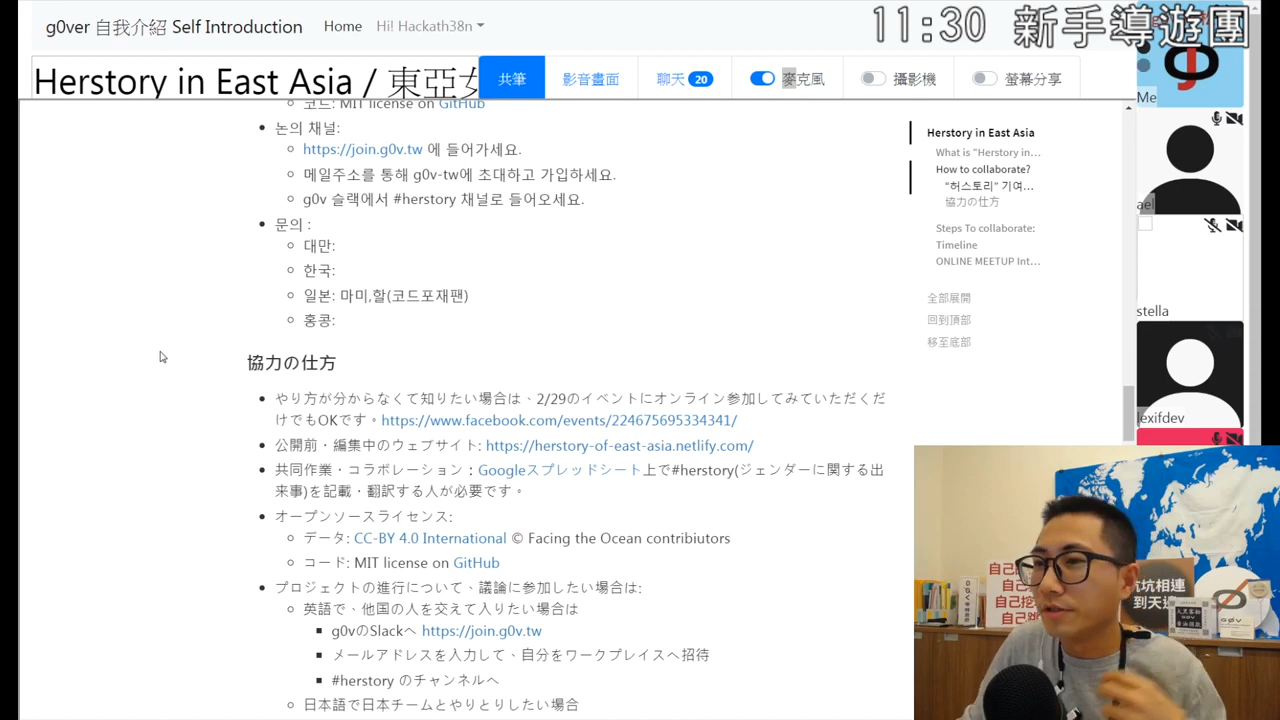 g0ver 自我介紹 Self Introduction
Home
Hi! Hackath38n
11:30 新手導遊團
Herstory in East Asia / 東亞女
共筆
影音畫面
聊天 20
麥克風
攝影機
螢幕分享
코드: MIT license on GitHub
논의 채널:
https://join.g0v.tw 에 들어가세요.
메일주소를 통해 g0v-tw에 초대하고 가입하세요.
g0v 슬랙에서 #herstory 채널로 들어오세요.
문의 :
대만:
한국:
일본: 마미,할(코드포재팬)
홍콩:
協力の仕方
やり方が分からなくて知りたい場合は、2/29のイベントにオンライン参加してみていただくだ
けでもOKです。https://www.facebook.com/events/224675695334341/
公開前・編集中のウェブサイト: https://herstory-of-east-asia.netlify.com/
共同作業・コラボレーション：Googleスプレッドシート上で#herstory(ジェンダーに関する出
来事)を記載・翻訳する人が必要です。
オープンソースライセンス:
データ: CC-BY 4.0 International © Facing the Ocean contribiutors
コード: MIT license on GitHub
プロジェクトの進行について、議論に参加したい場合は:
英語で、他国の人を交えて入りたい場合は
g0vのSlackへ https://join.g0v.tw
メールアドレスを入力して、自分をワークプレイスへ招待
#herstory のチャンネルへ
日本語で日本チームとやりとりしたい場合
Herstory in East Asia
What is "Herstory in…
How to collaborate?
"허스토리" 기여…
協力の仕方
Steps To collaborate:
Timeline
ONLINE MEETUP Int…
全部展開
回到頂部
移至底部
Me
ael
stella
lexifdev
坑坑相連
到天邊
自己挖